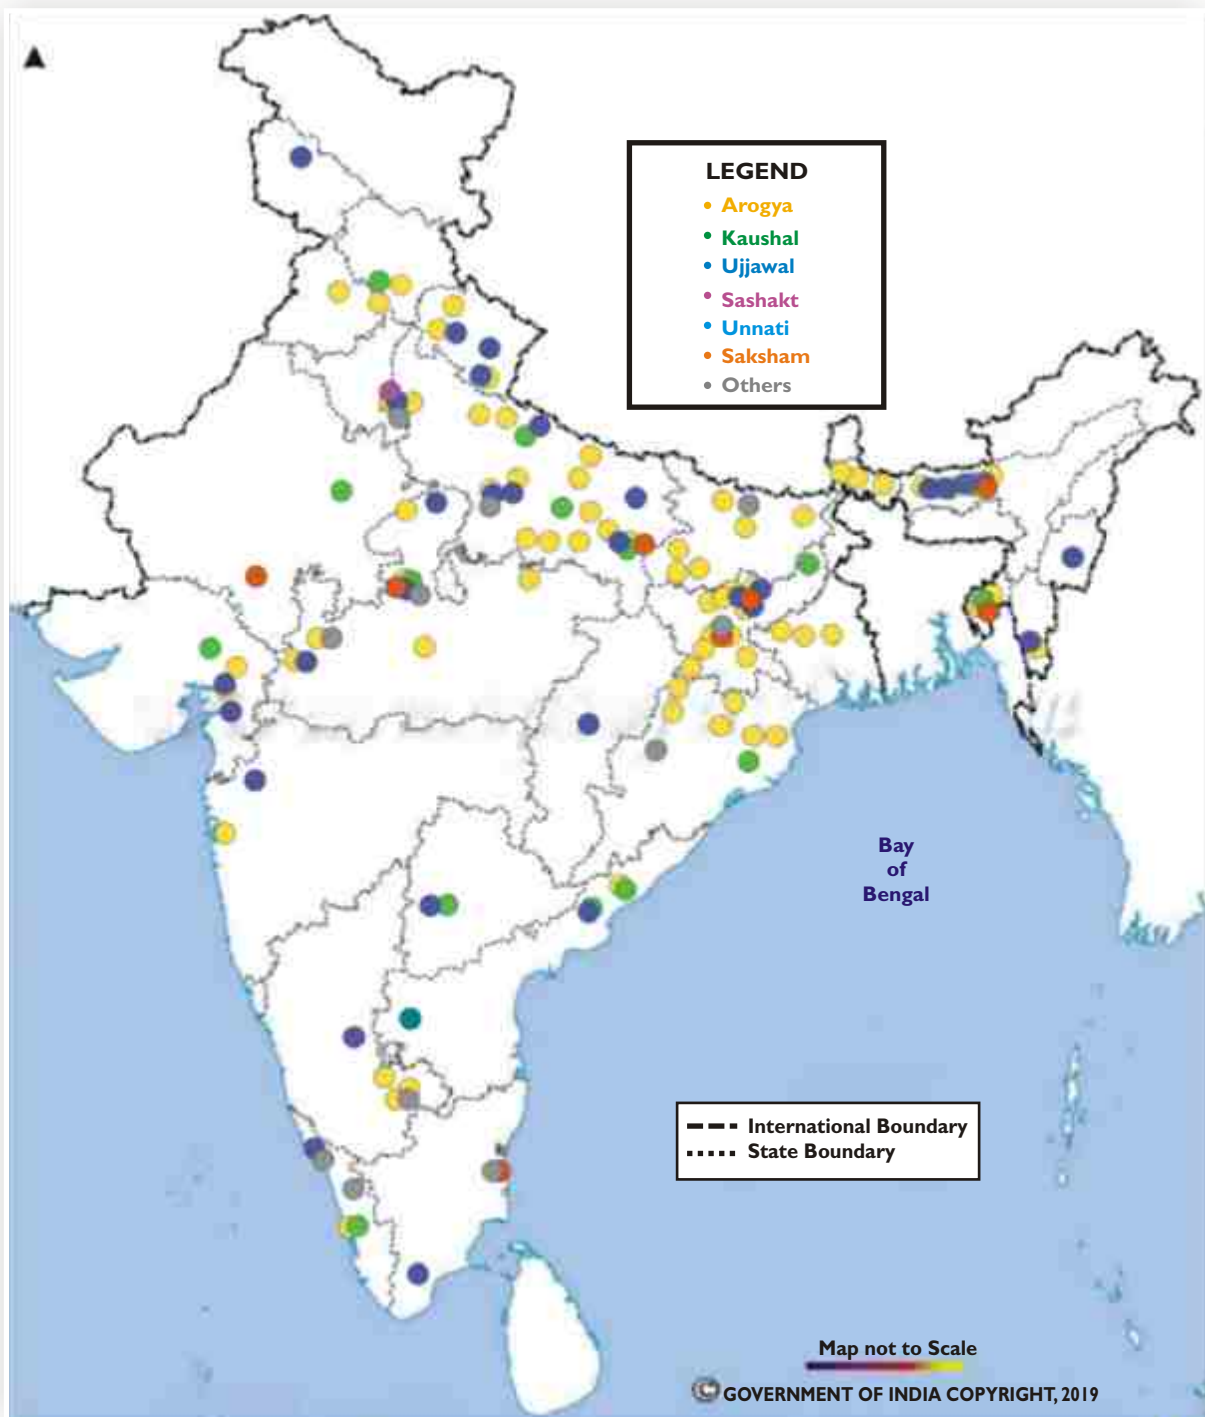 LEGEND
Arogya
Kaushal
Ujjawal
Sashakt
Unnati
Saksham
Others
Bay
of
Bengal
International Boundary
State Boundary
Map not to Scale
© GOVERNMENT OF INDIA COPYRIGHT, 2019